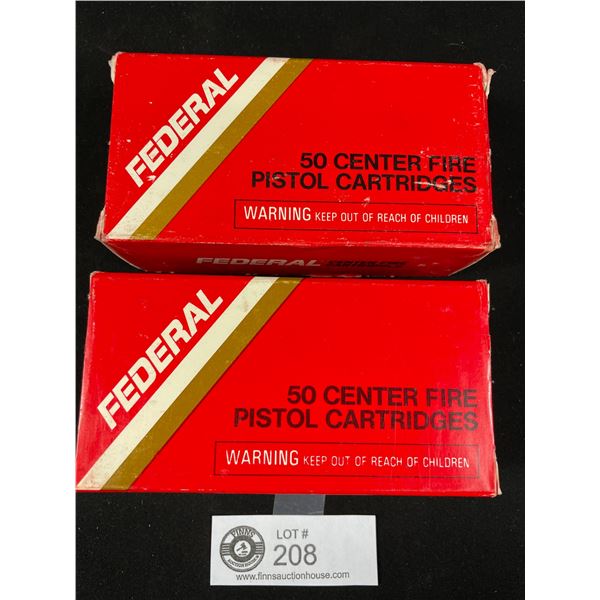 FEDERAL
50 CENTER FIRE
PISTOL CARTRIDGES
WARNING KEEP OUT OF REACH OF CHILDREN
FEDERAL
FEDERAL
50 CENTER FIRE
PISTOL CARTRIDGES
WARNING KEEP OUT OF REACH OF CHILDREN
FINNS
LOT #
208
www.finnsauctionhouse.com